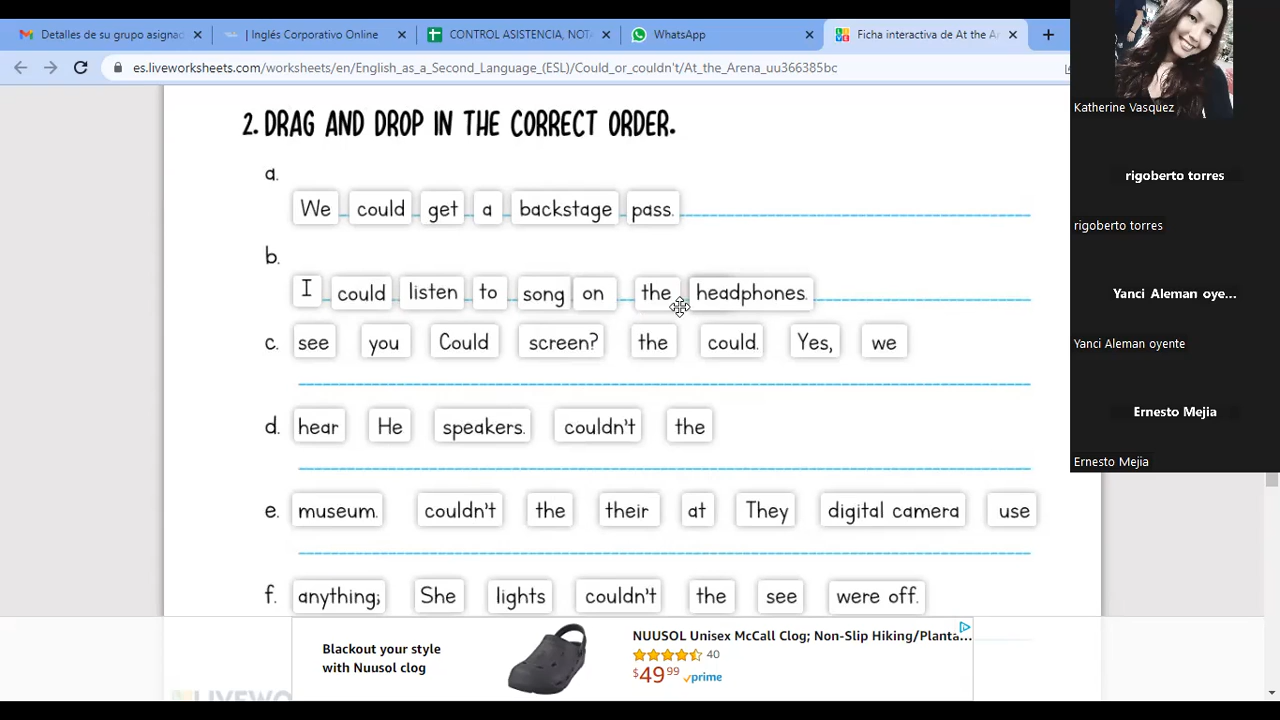 Detalles de su grupo asigna
| Inglés Corporativo Online
CONTROL ASISTENCIA, NOT
WhatsApp
Ficha interactiva de At the Ar
es.liveworksheets.com/worksheets/en/English_as_a_Second_Language_(ESL)/Could_or_couldn't/At_the_Arena_uu366385bc
2. DRAG AND DROP IN THE CORRECT ORDER.
a.
We could get a backstage pass.
b.
I could listen to song on the headphones.
c. see you Could screen? the could. Yes, we
d. hear He speakers. couldn't the
e. museum. couldn't the their at They digital camera use
f. anything; She lights couldn't the see were off.
Blackout your style
with Nuusol clog
NUUSOL Unisex McCall Clog; Non-Slip Hiking/Planta...
40
$49.99 prime
LIVEWO
Katherine Vasquez
rigoberto torres
rigoberto torres
Yanci Aleman oye...
Yanci Aleman oyente
Ernesto Mejia
Ernesto Mejia